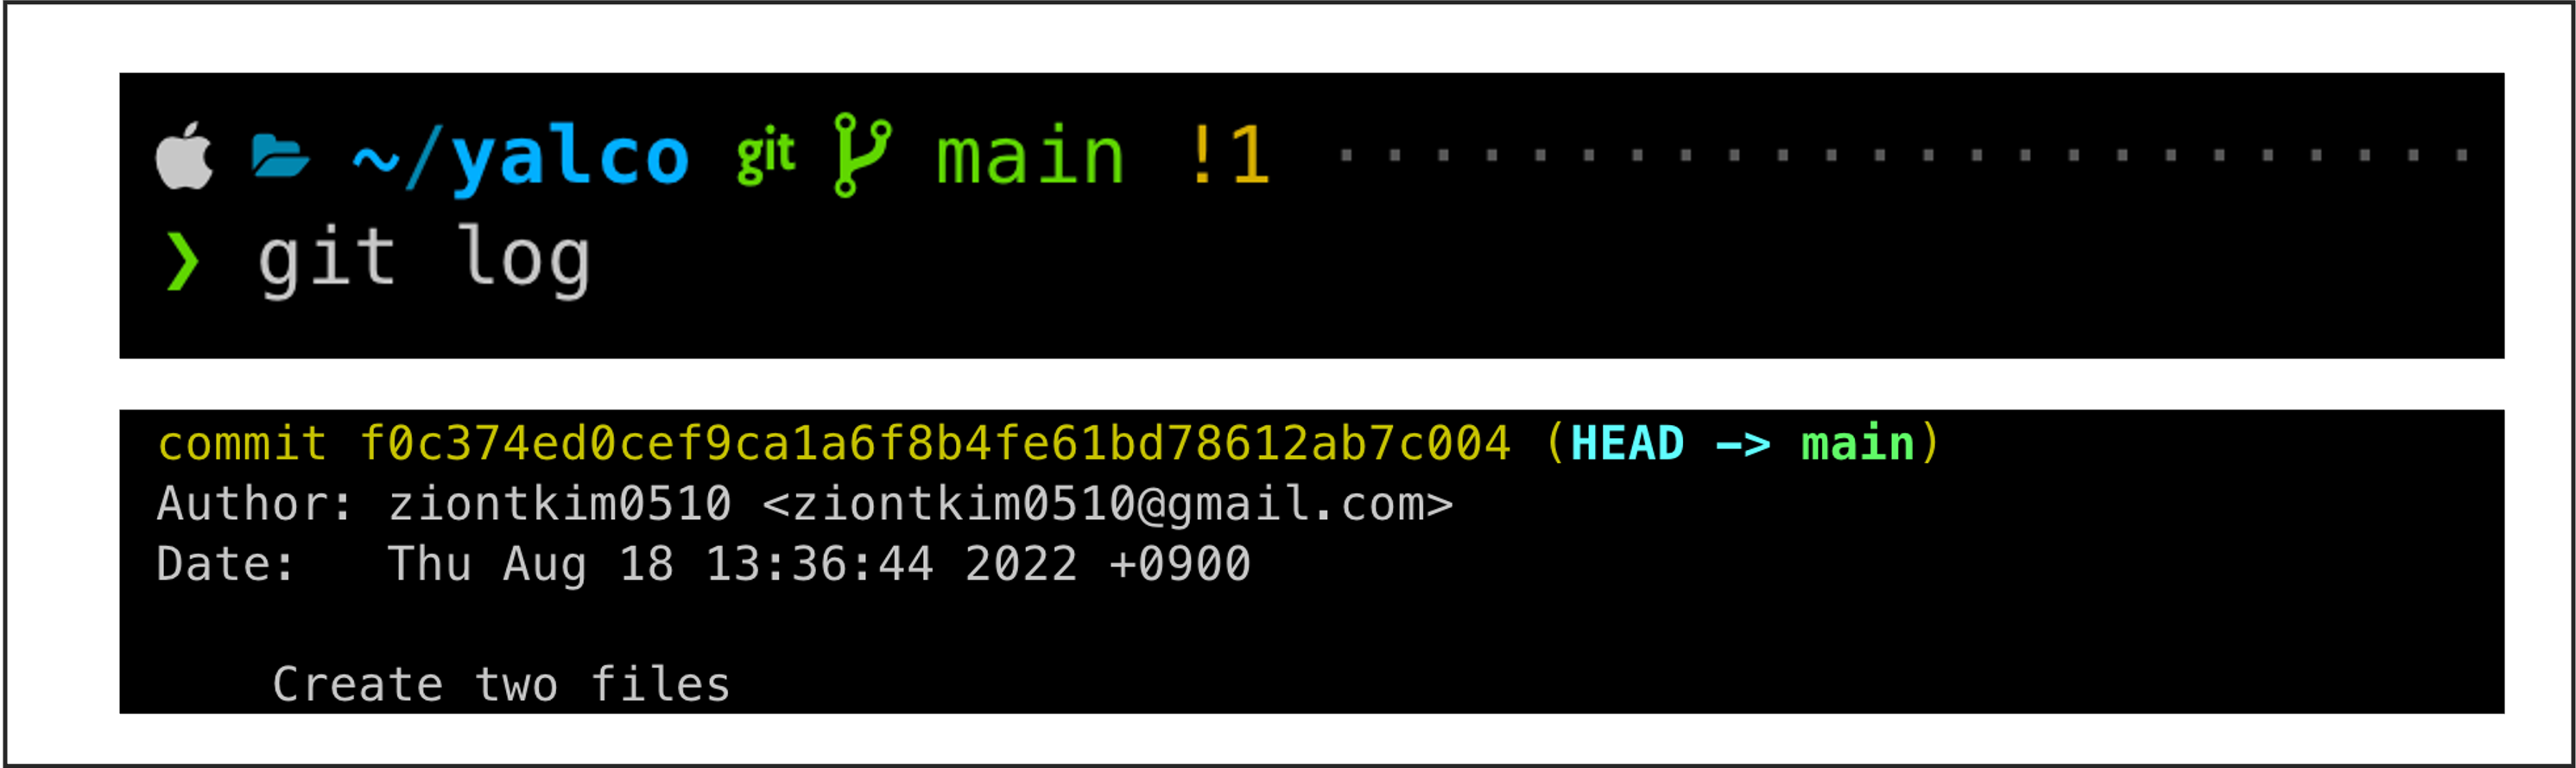 ~/yalco git main !1 ························
❯ git log
commit f0c374ed0cef9ca1a6f8b4fe61bd78612ab7c004 (HEAD -> main)
Author: ziontkim0510 <ziontkim0510@gmail.com>
Date:   Thu Aug 18 13:36:44 2022 +0900
Create two files